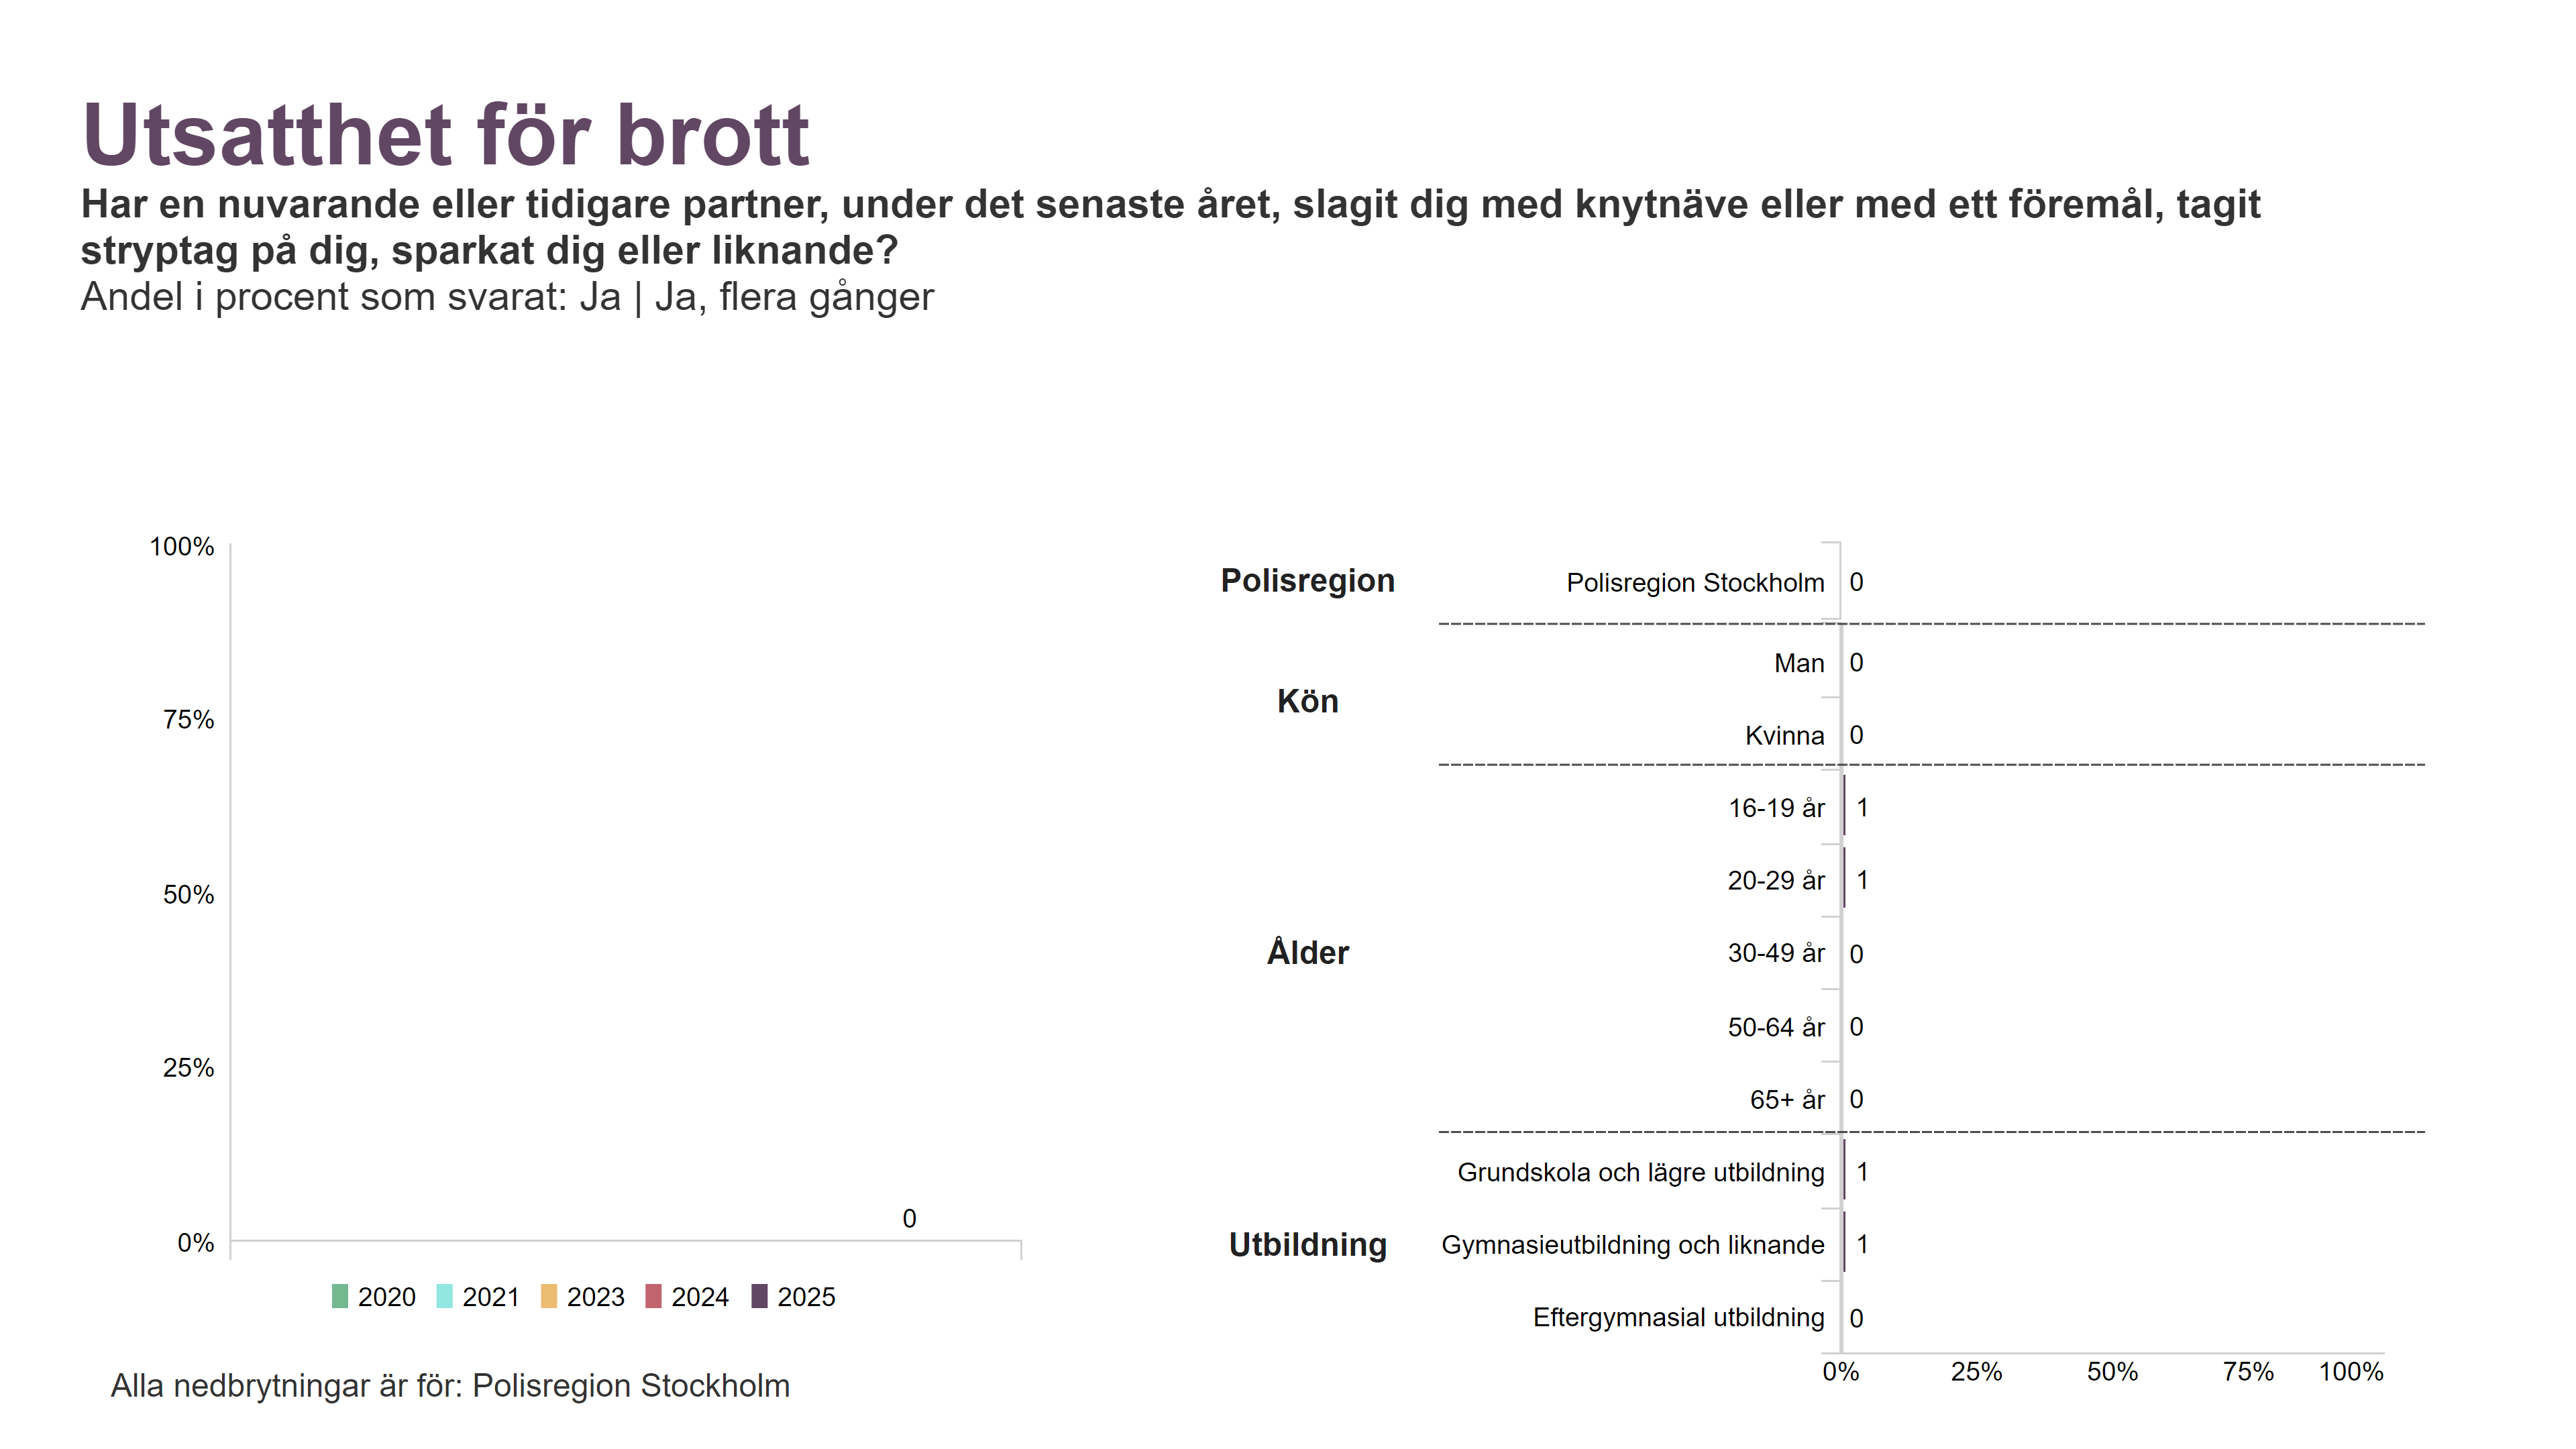 Utsatthet för brott
Har en nuvarande eller tidigare partner, under det senaste året, slagit dig med knytnäve eller med ett föremål, tagit
stryptag på dig, sparkat dig eller liknande?
Andel i procent som svarat: Ja | Ja, flera gånger
100%
75%
50%
25%
0%
0
2020 2021 2023 2024 2025
Alla nedbrytningar är för: Polisregion Stockholm
Polisregion
Polisregion Stockholm 0
Kön
Man 0
Kvinna 0
Ålder
16-19 år 1
20-29 år 1
30-49 år 0
50-64 år 0
65+ år 0
Utbildning
Grundskola och lägre utbildning 1
Gymnasieutbildning och liknande 1
Eftergymnasial utbildning 0
0% 25% 50% 75% 100%